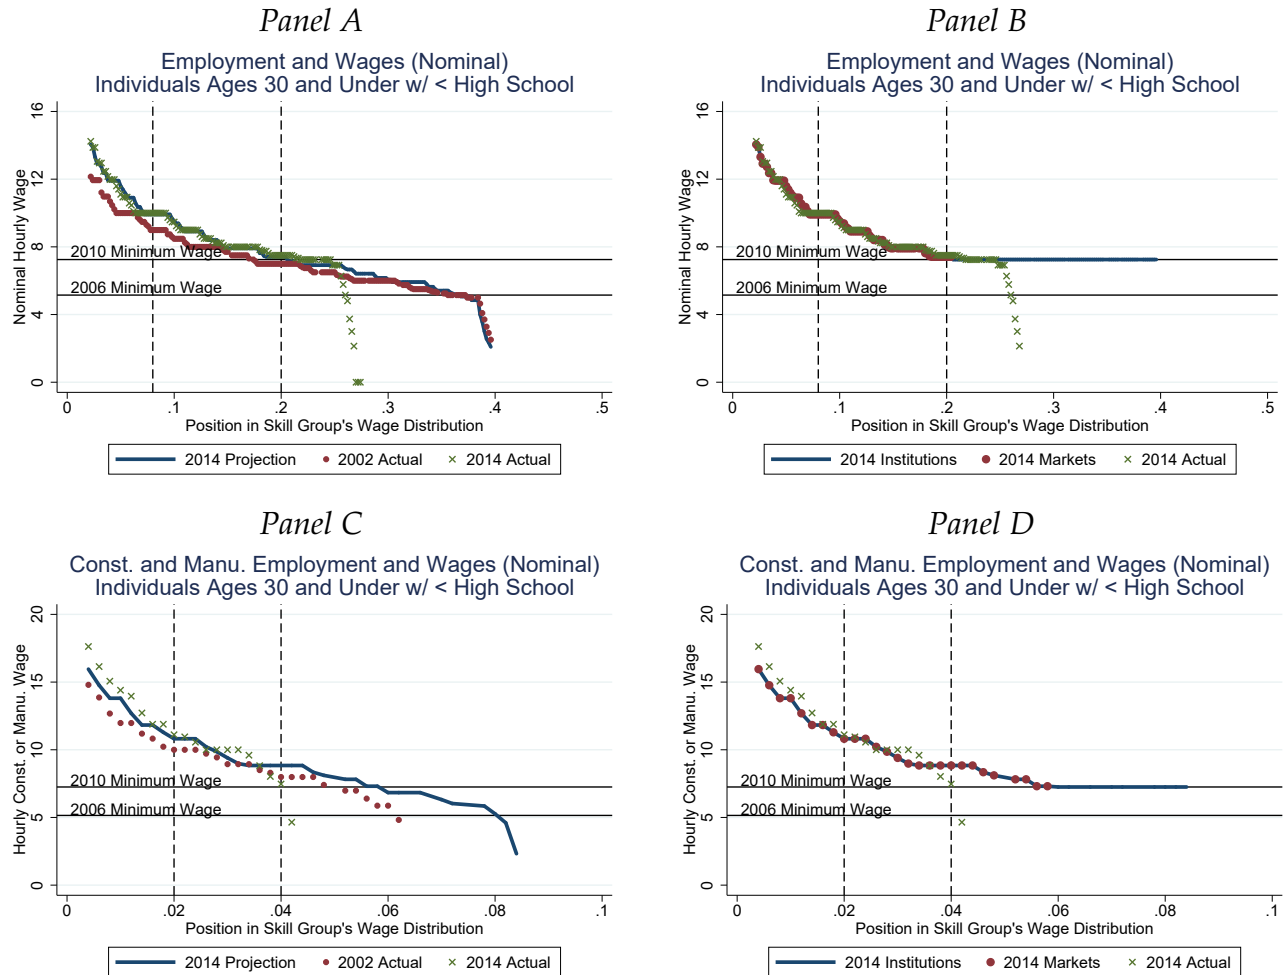 Panel A
Employment and Wages (Nominal)
Individuals Ages 30 and Under w/ < High School
Nominal Hourly Wage
16
12
8
4
0
2010 Minimum Wage
2006 Minimum Wage
0 .1 .2 .3 .4 .5
Position in Skill Group's Wage Distribution
2014 Projection 2002 Actual 2014 Actual
Panel B
Employment and Wages (Nominal)
Individuals Ages 30 and Under w/ < High School
Nominal Hourly Wage
16
12
8
4
0
2010 Minimum Wage
2006 Minimum Wage
0 .1 .2 .3 .4 .5
Position in Skill Group's Wage Distribution
2014 Institutions 2014 Markets 2014 Actual
Panel C
Const. and Manu. Employment and Wages (Nominal)
Individuals Ages 30 and Under w/ < High School
Hourly Const. or Manu. Wage
20
15
10
5
0
2010 Minimum Wage
2006 Minimum Wage
0 .02 .04 .06 .08 .1
Position in Skill Group's Wage Distribution
2014 Projection 2002 Actual 2014 Actual
Panel D
Const. and Manu. Employment and Wages (Nominal)
Individuals Ages 30 and Under w/ < High School
Hourly Const. or Manu. Wage
20
15
10
5
0
2010 Minimum Wage
2006 Minimum Wage
0 .02 .04 .06 .08 .1
Position in Skill Group's Wage Distribution
2014 Institutions 2014 Markets 2014 Actual